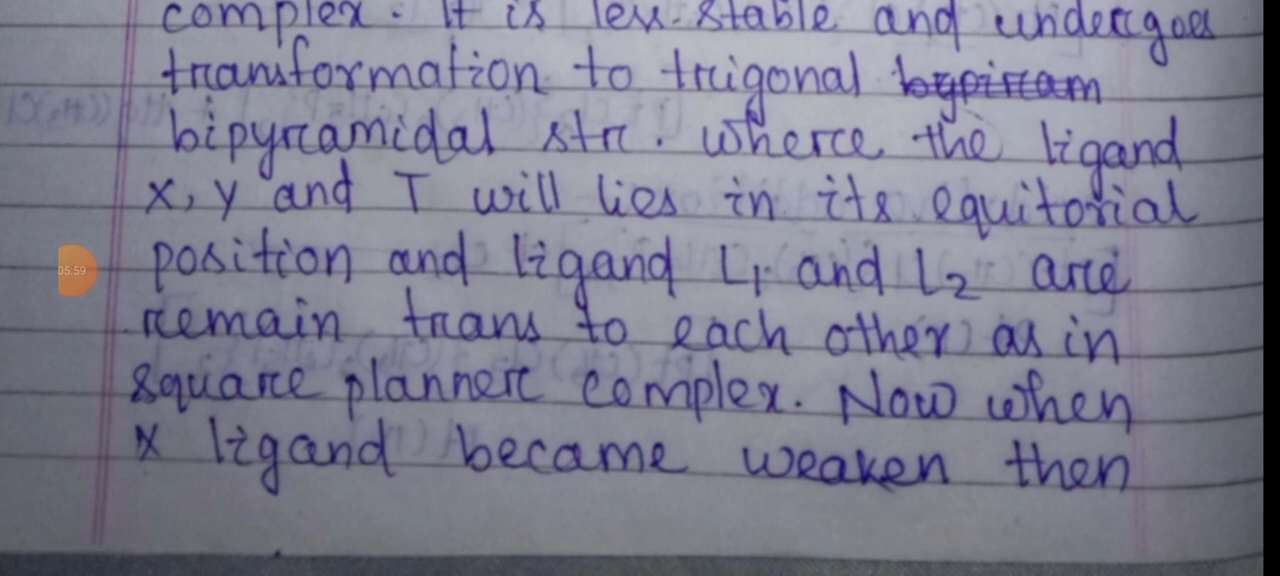 complex. It is less stable and undergoes
transformation to trigonal
bipyramidal str. where the ligand
x, y and T will lies in its equitorial
05:59
position and ligand L1 and L2 are
remain trans to each other as in
square planner complex. Now when
x ligand became weaken then